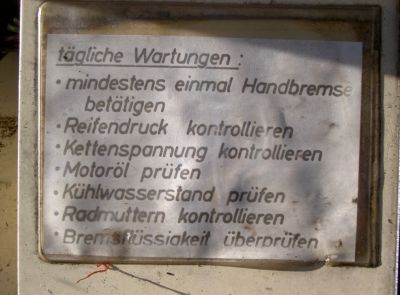 tägliche Wartungen :
• mindestens einmal Handbremse
betätigen
• Reifendruck kontrollieren
• Kettenspannung kontrollieren
• Motoröl prüfen
• Kühlwasserstand prüfen
• Radmuttern kontrollieren
• Bremsflüssigkeit überprüfen